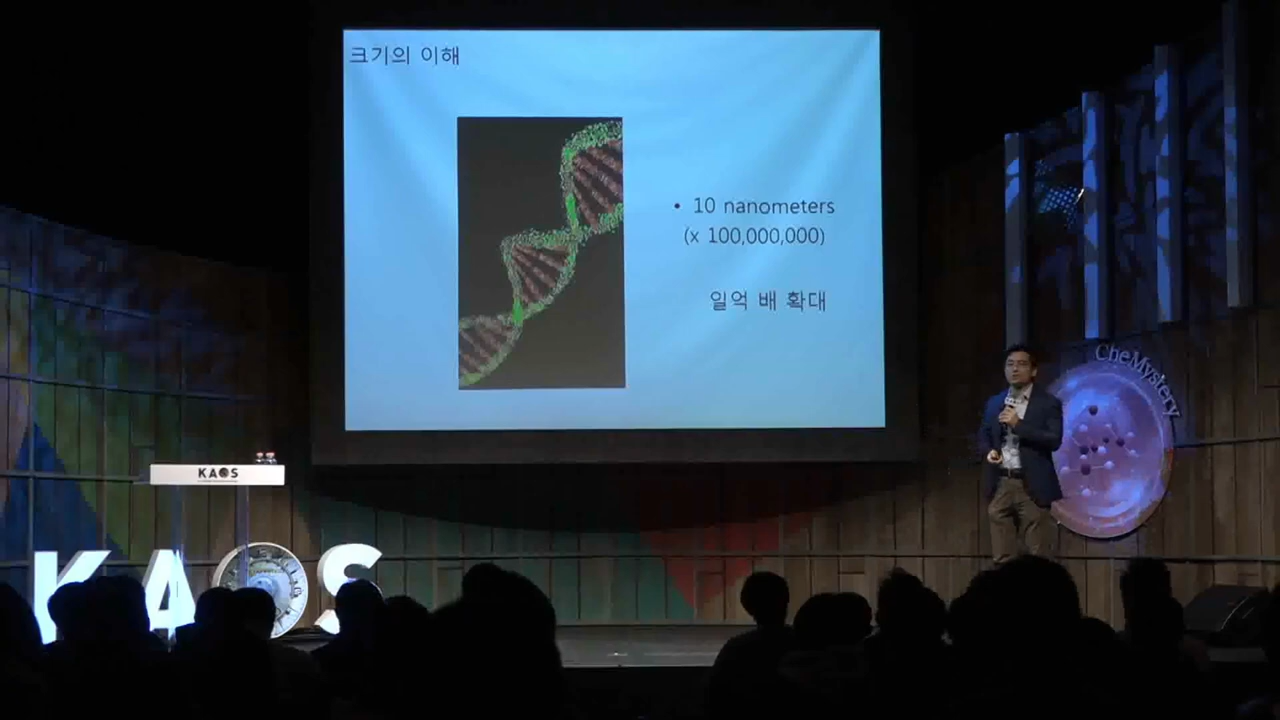 크기의 이해
• 10 nanometers
(x 100,000,000)
일억 배 확대
CheMystery
KAOS
KAOS